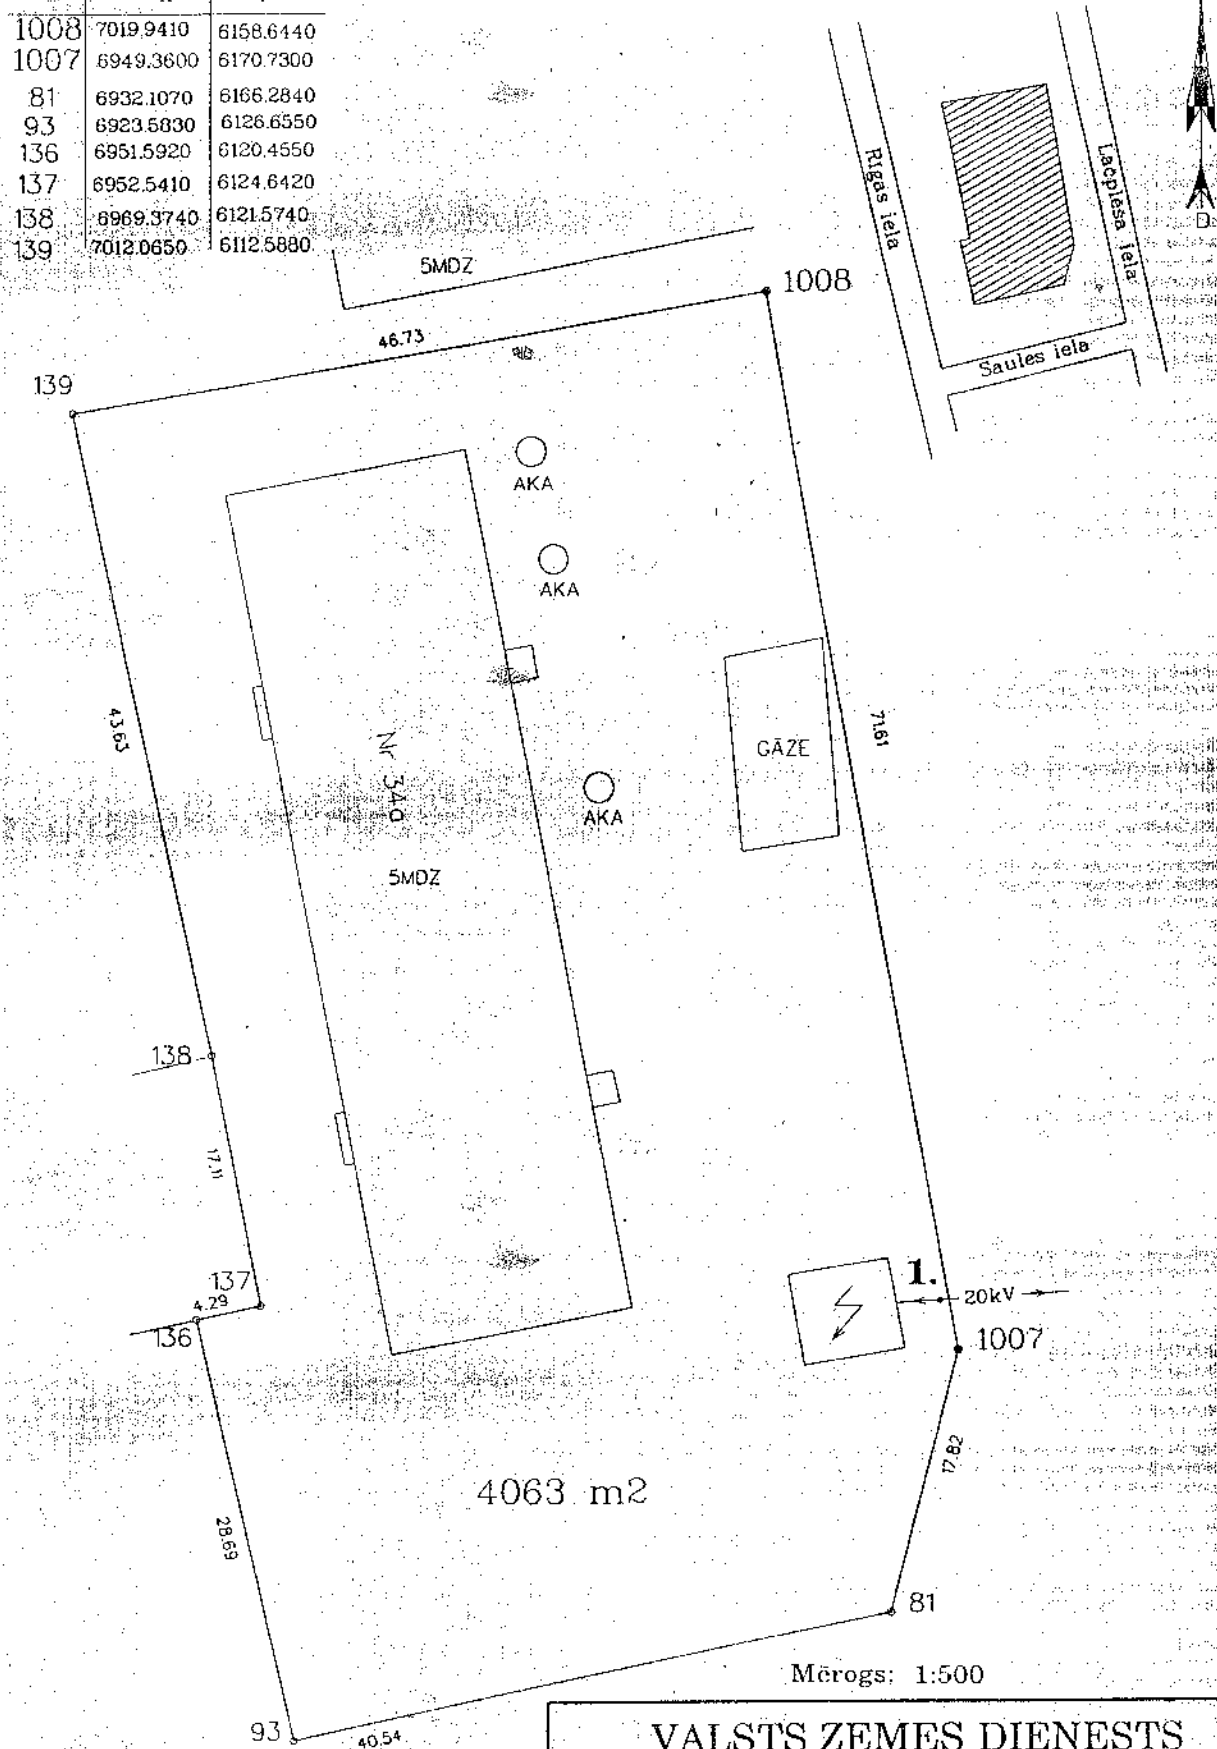 1008 7019.9410 6158.6440
1007 6949.3600 6170.7300
81 6932.1070 6166.2840
93 6923.5830 6126.6550
136 6951.5920 6120.4550
137 6952.5410 6124.6420
138 6969.3740 6121.5740
139 7012.0650 6112.5880
Rīgas iela
Lāčplēša iela
Saules iela
D
5MDZ
1008
46.73
139
AKA
AKA
AKA
43.63
Nr 34a
5MDZ
GĀZE
71.61
138
17.11
137
4.29
136
1.
20kV
1007
17.82
4063 m2
28.69
81
Mērogs: 1:500
93
40.54
VALSTS ZEMES DIENESTS